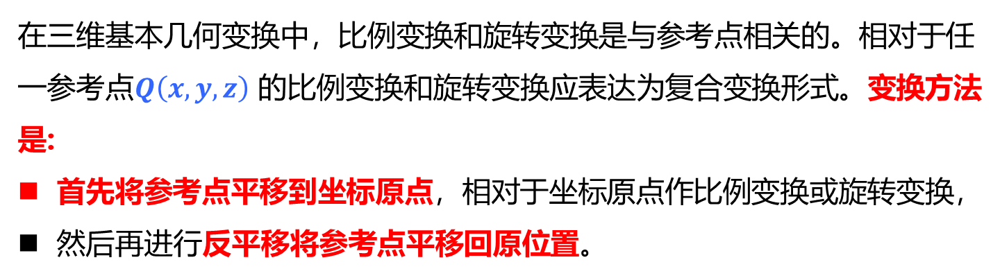 在三维基本几何变换中，比例变换和旋转变换是与参考点相关的。相对于任
一参考点Q(x,y,z) 的比例变换和旋转变换应表达为复合变换形式。变换方法
是:
■ 首先将参考点平移到坐标原点，相对于坐标原点作比例变换或旋转变换，
■ 然后再进行反平移将参考点平移回原位置。